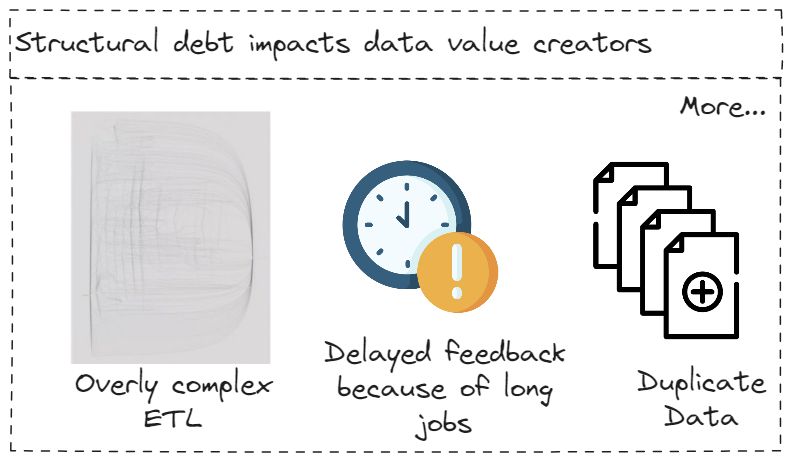 Structural debt impacts data value creators
More...
Overly complex
ETL
Delayed feedback
because of long
jobs
Duplicate
Data